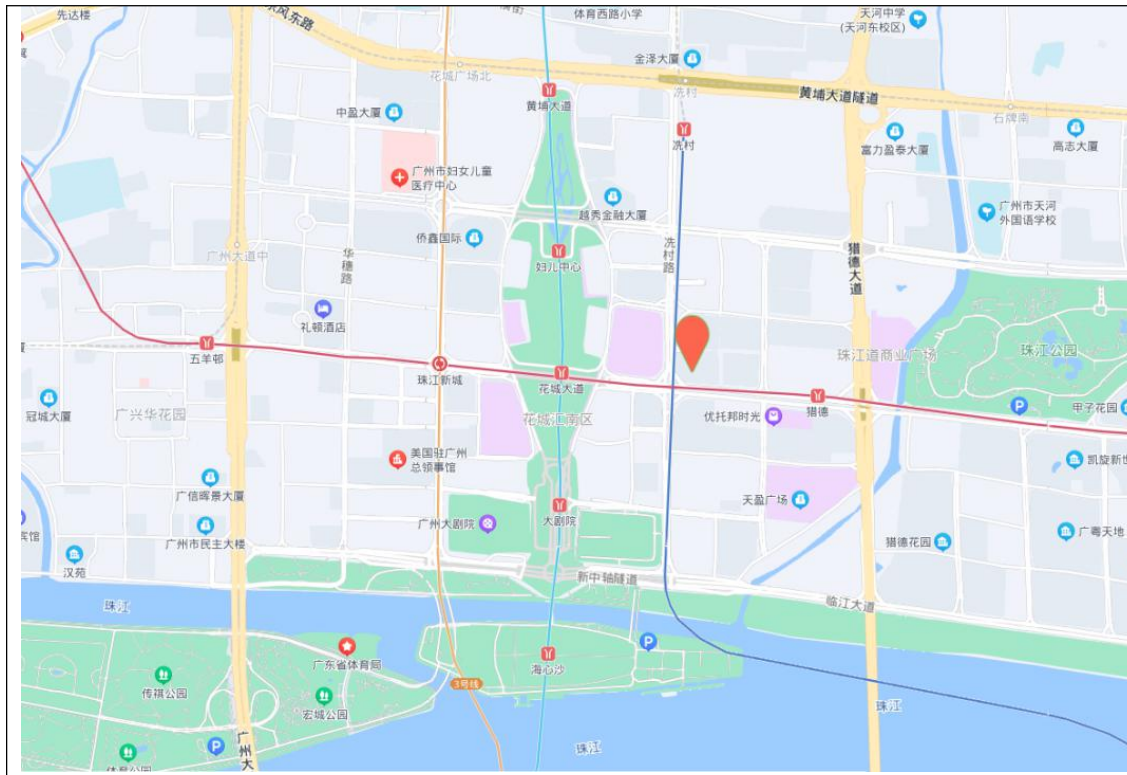 先达楼
东风东路
体育西路小学
天河中学
(天河东校区)
金泽大厦
花城广场北
黄埔大道
冼村
黄埔大道隧道
中盈大厦
石牌南
冼村
富力盈泰大厦
高志大厦
广州市妇女儿童
医疗中心
越秀金融大厦
广州市天河
外国语学校
侨鑫国际
广州大道中
华穗路
妇儿中心
冼村路
猎德大道
礼顿酒店
五羊邨
珠江新城
花城大道
珠江道商业广场
珠江公园
冠城大厦
广兴华花园
花城汇南区
优托邦时光
猎德
甲子花园
美国驻广州
总领事馆
凯旋新世
广信晖景大厦
天盈广场
广州大剧院
大剧院
广州市民主大楼
猎德花园
广粤天地
宾馆
汉苑
新中轴隧道
临江大道
珠江
广东省体育局
海心沙
传祺公园
3号线
宏城公园
珠江
广州大
珠江
体育公园